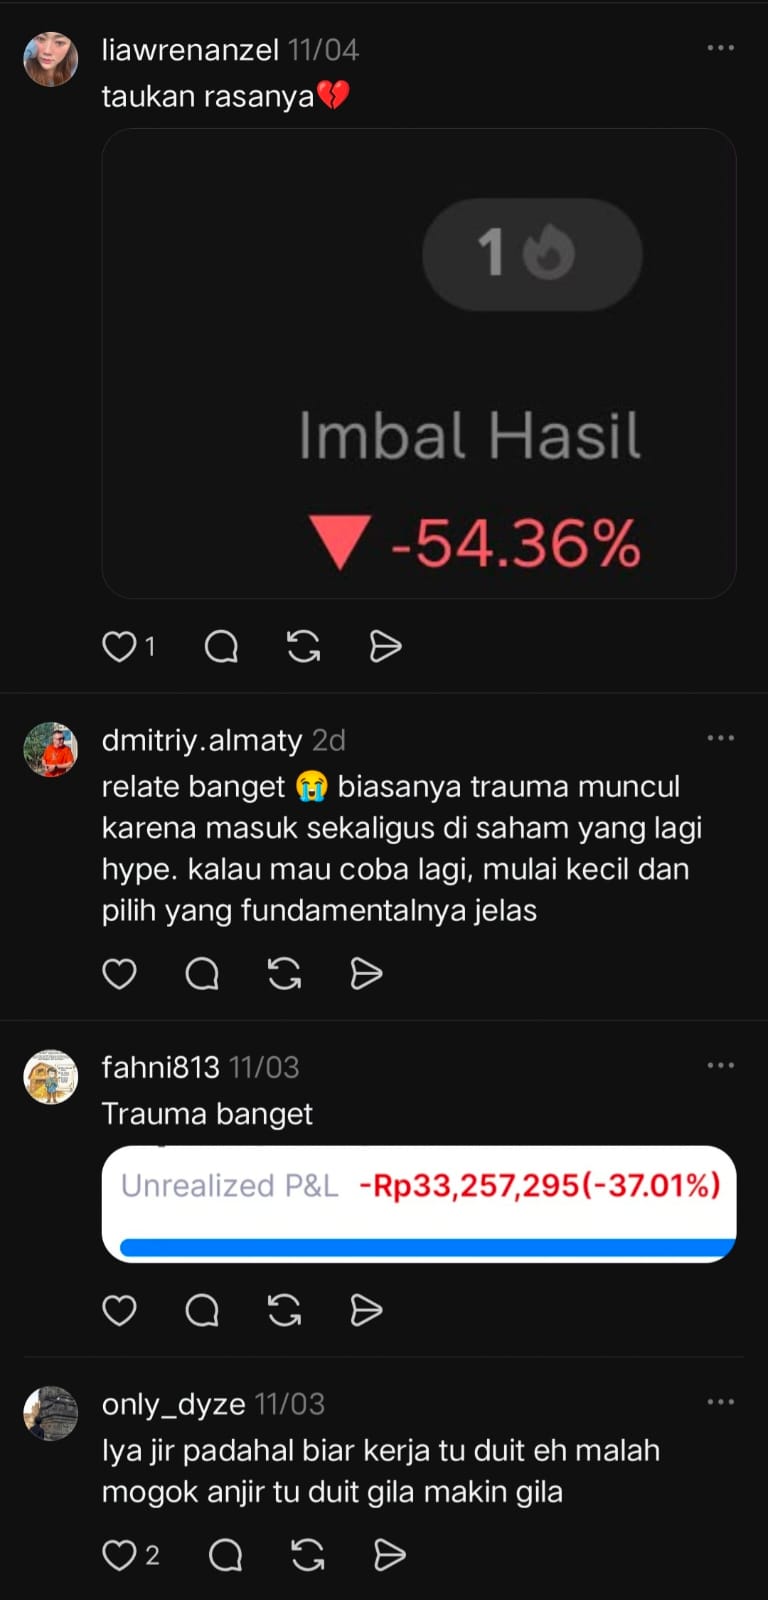 liawrenanzel 11/04
taukan rasanya💔
1
Imbal Hasil
▼ -54.36%
1
dmitriy.almaty 2d
relate banget 😭 biasanya trauma muncul
karena masuk sekaligus di saham yang lagi
hype. kalau mau coba lagi, mulai kecil dan
pilih yang fundamentalnya jelas
fahni813 11/03
Trauma banget
Unrealized P&L -Rp33,257,295(-37.01%)
only_dyze 11/03
Iya jir padahal biar kerja tu duit eh malah
mogok anjir tu duit gila makin gila
2